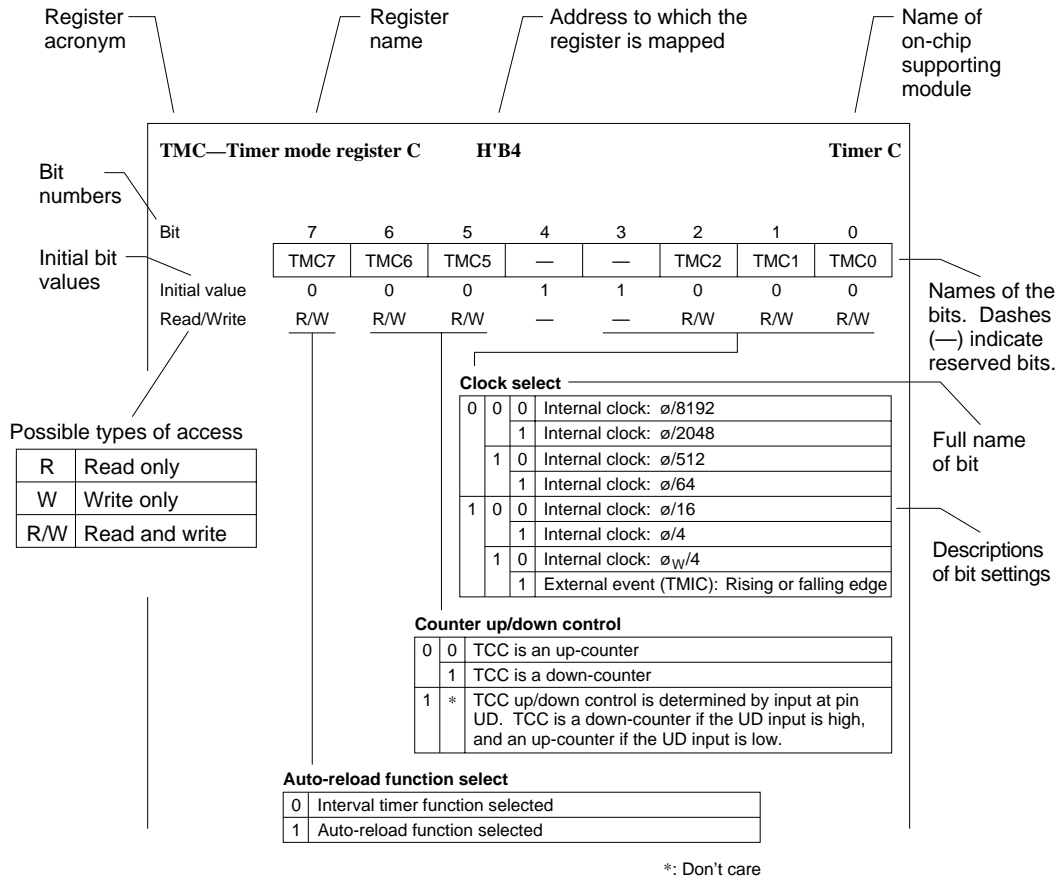 Register
acronym
Register
name
Address to which the
register is mapped
Name of
on-chip
supporting
module
TMC—Timer mode register C H'B4 Timer C
Bit
numbers
Bit 7 6 5 4 3 2 1 0
TMC7 TMC6 TMC5 — — TMC2 TMC1 TMC0
Initial bit
values
Initial value 0 0 0 1 1 0 0 0
Read/Write R/W R/W R/W — — R/W R/W R/W
Names of the
bits. Dashes
(—) indicate
reserved bits.
Possible types of access
R Read only
W Write only
R/W Read and write
Clock select
0 0 0 Internal clock: ø/8192
1 Internal clock: ø/2048
1 0 Internal clock: ø/512
1 Internal clock: ø/64
1 0 0 Internal clock: ø/16
1 Internal clock: ø/4
1 0 Internal clock: øW/4
1 External event (TMIC): Rising or falling edge
Full name
of bit
Descriptions
of bit settings
Counter up/down control
0 0 TCC is an up-counter
1 TCC is a down-counter
1 * TCC up/down control is determined by input at pin
UD. TCC is a down-counter if the UD input is high,
and an up-counter if the UD input is low.
Auto-reload function select
0 Interval timer function selected
1 Auto-reload function selected
*: Don't care